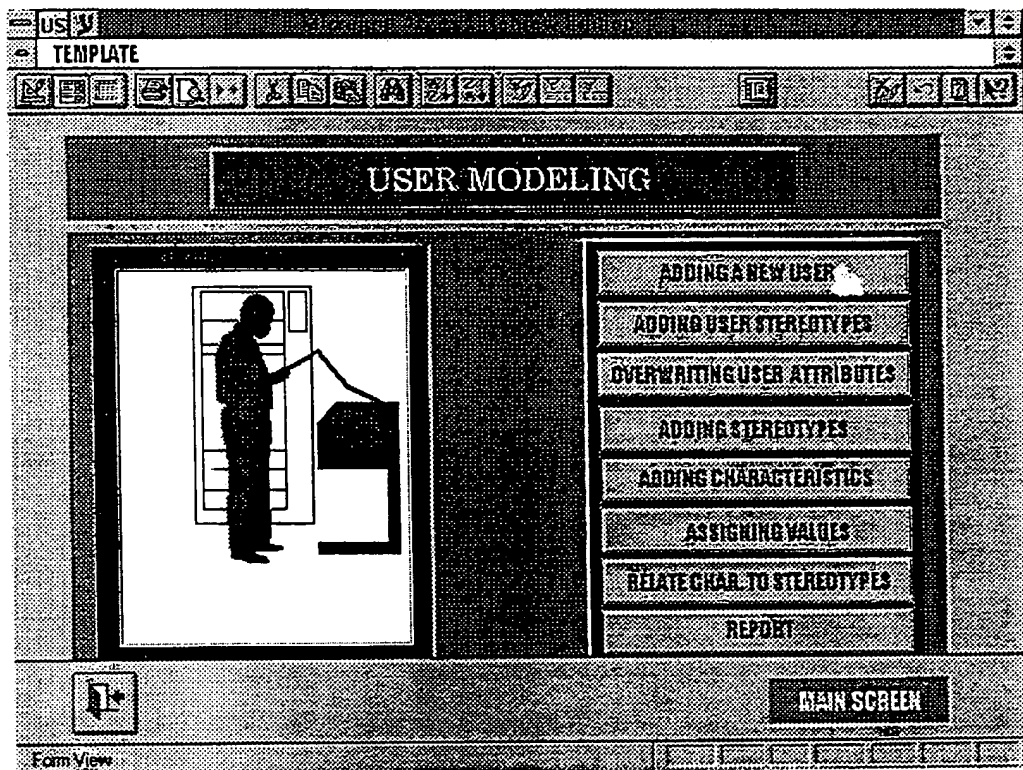 US
TEMPLATE
USER MODELING
ADDING A NEW USER
ADDING USER STEREOTYPES
OVERWRITING USER ATTRIBUTES
ADDING STEREOTYPES
ADDING CHARACTERISTICS
ASSIGNING VALUES
RELATE CHAR. TO STEREOTYPES
REPORT
MAIN SCREEN
Form View